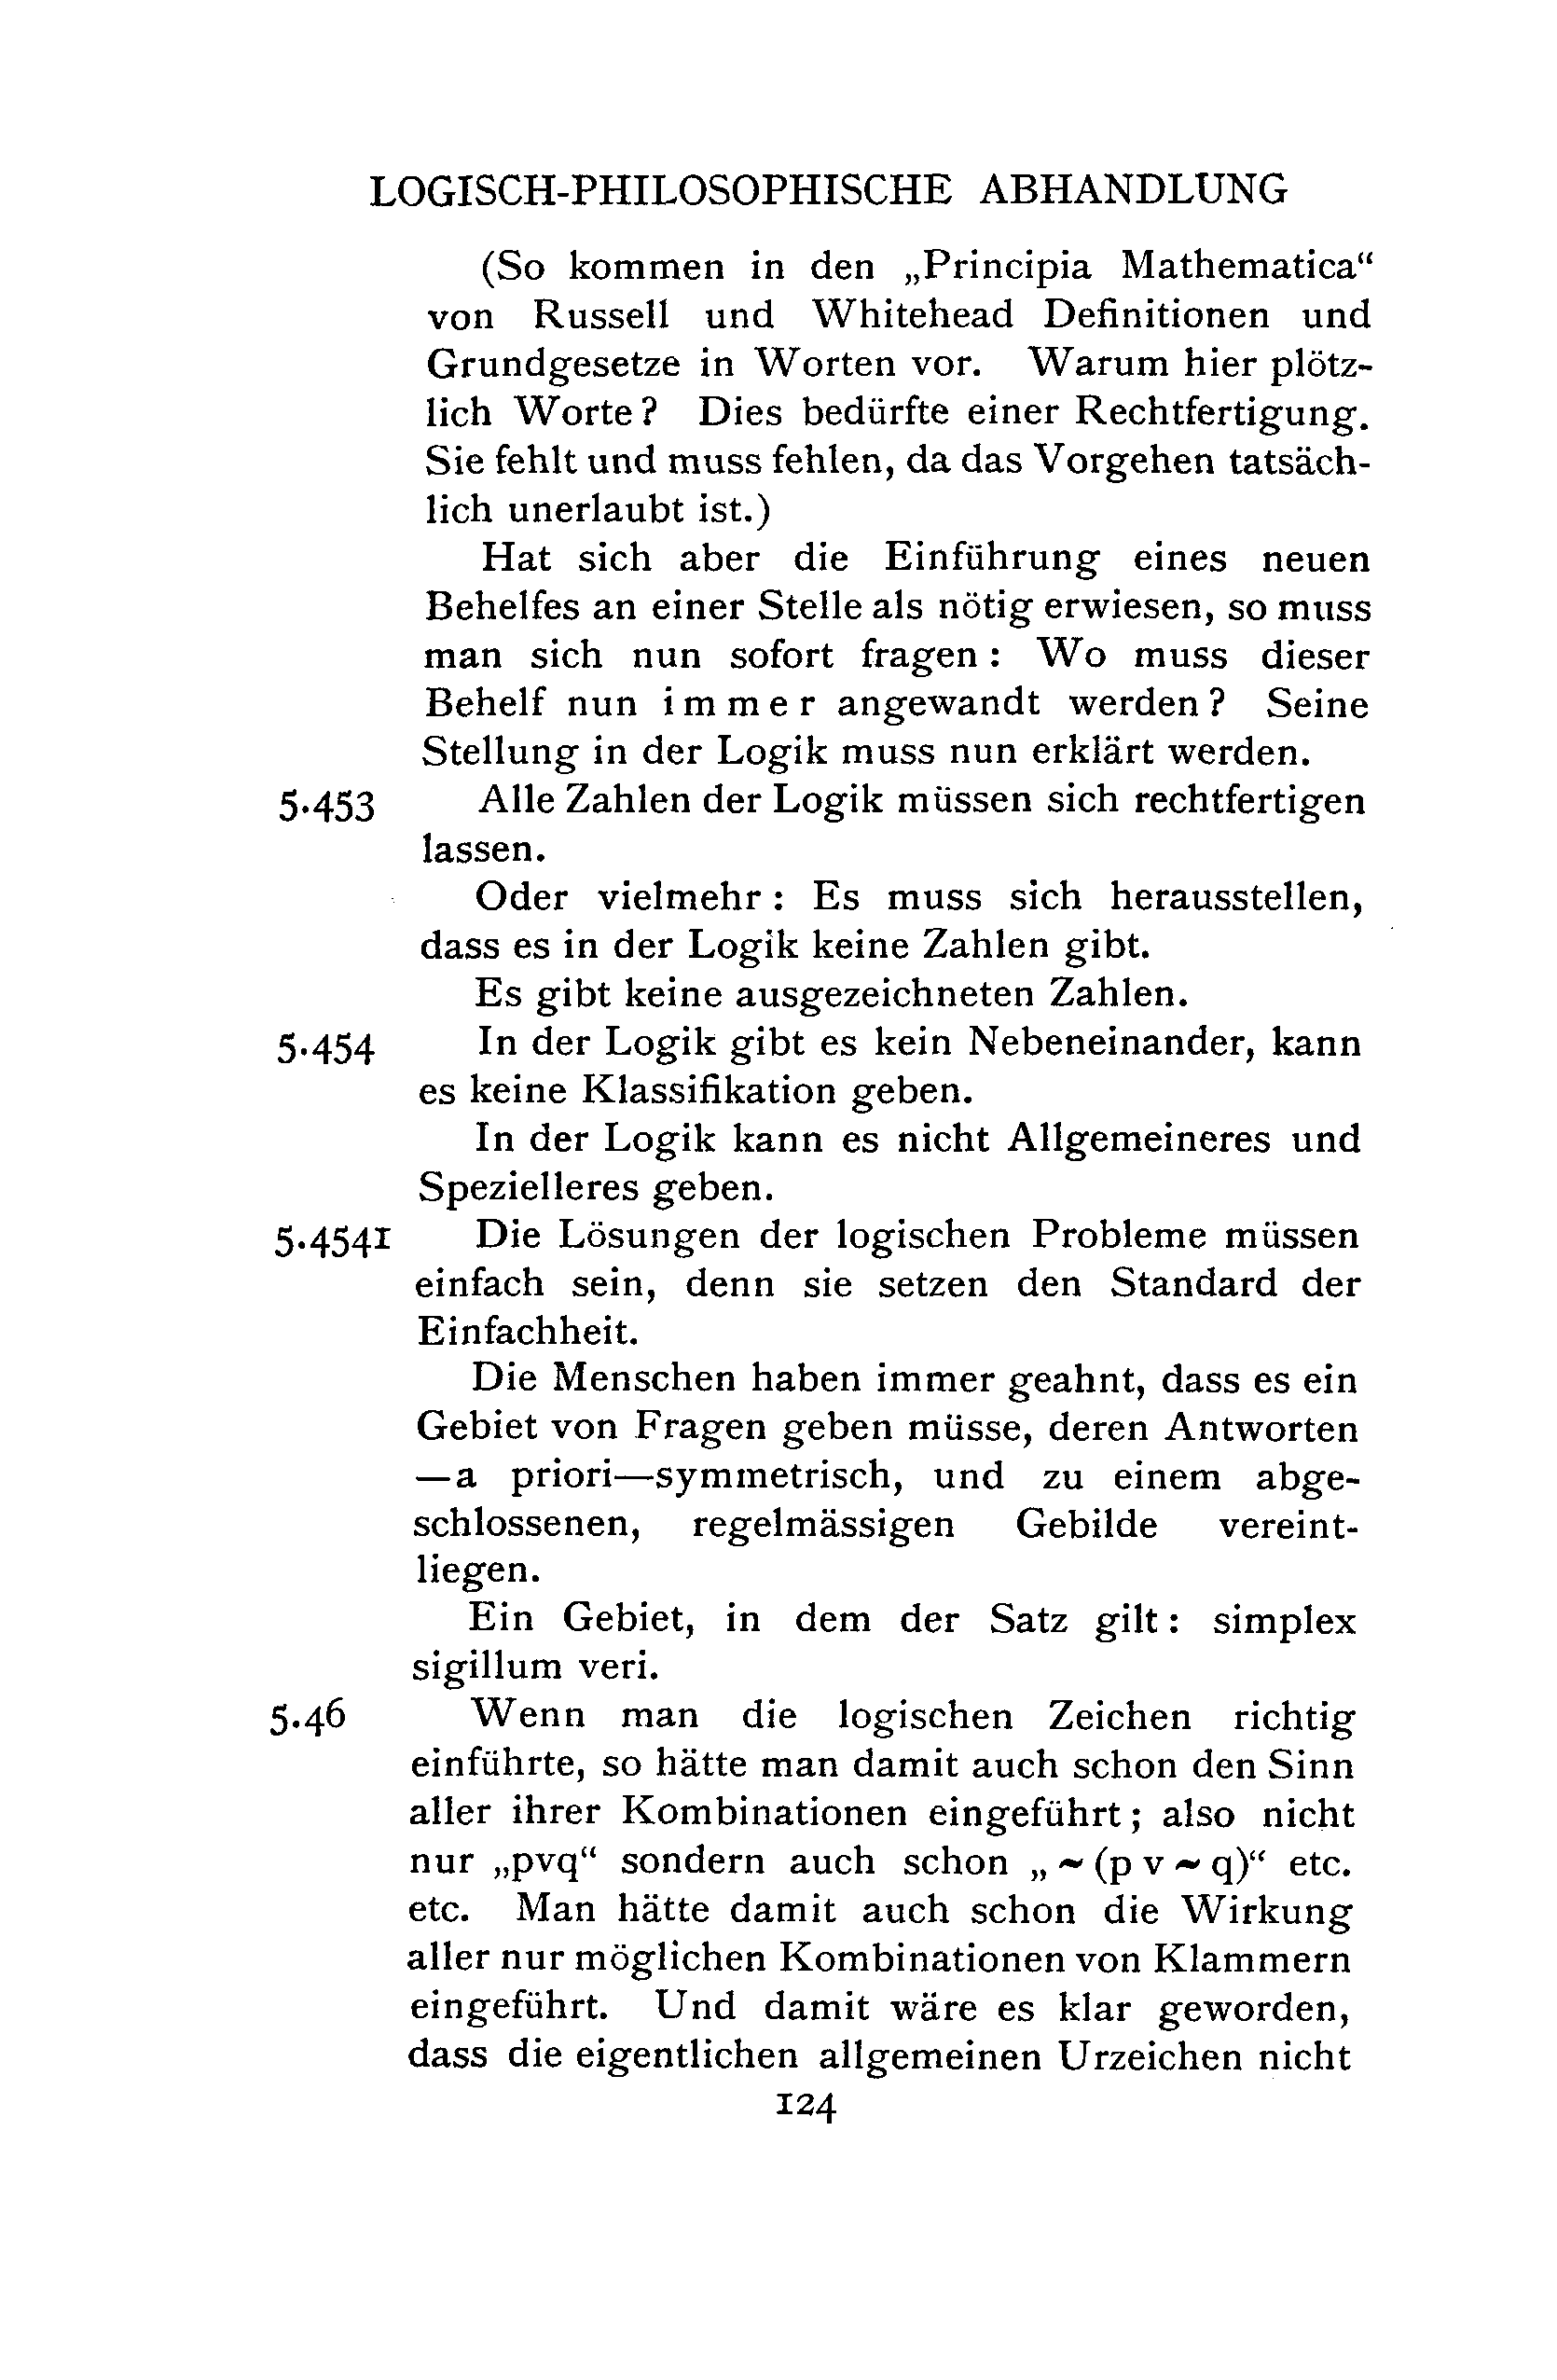 LOGISCH-PHILOSOPHISCHE ABHANDLUNG
(So kommen in den „Principia Mathematica“
von Russell und Whitehead Definitionen und
Grundgesetze in Worten vor. Warum hier plötz-
lich Worte? Dies bedürfte einer Rechtfertigung.
Sie fehlt und muss fehlen, da das Vorgehen tatsäch-
lich unerlaubt ist.)
Hat sich aber die Einführung eines neuen
Behelfes an einer Stelle als nötig erwiesen, so muss
man sich nun sofort fragen: Wo muss dieser
Behelf nun i m m e r angewandt werden? Seine
Stellung in der Logik muss nun erklärt werden.
5·453 Alle Zahlen der Logik müssen sich rechtfertigen
lassen.
Oder vielmehr: Es muss sich herausstellen,
dass es in der Logik keine Zahlen gibt.
Es gibt keine ausgezeichneten Zahlen.
5·454 In der Logik gibt es kein Nebeneinander, kann
es keine Klassifikation geben.
In der Logik kann es nicht Allgemeineres und
Spezielleres geben.
5·4541 Die Lösungen der logischen Probleme müssen
einfach sein, denn sie setzen den Standard der
Einfachheit.
Die Menschen haben immer geahnt, dass es ein
Gebiet von Fragen geben müsse, deren Antworten
—a priori—symmetrisch, und zu einem abge-
schlossenen, regelmässigen Gebilde vereint-
liegen.
Ein Gebiet, in dem der Satz gilt: simplex
sigillum veri.
5·46 Wenn man die logischen Zeichen richtig
einführte, so hätte man damit auch schon den Sinn
aller ihrer Kombinationen eingeführt; also nicht
nur „pvq“ sondern auch schon „~(p v ~ q)“ etc.
etc. Man hätte damit auch schon die Wirkung
aller nur möglichen Kombinationen von Klammern
eingeführt. Und damit wäre es klar geworden,
dass die eigentlichen allgemeinen Urzeichen nicht
124